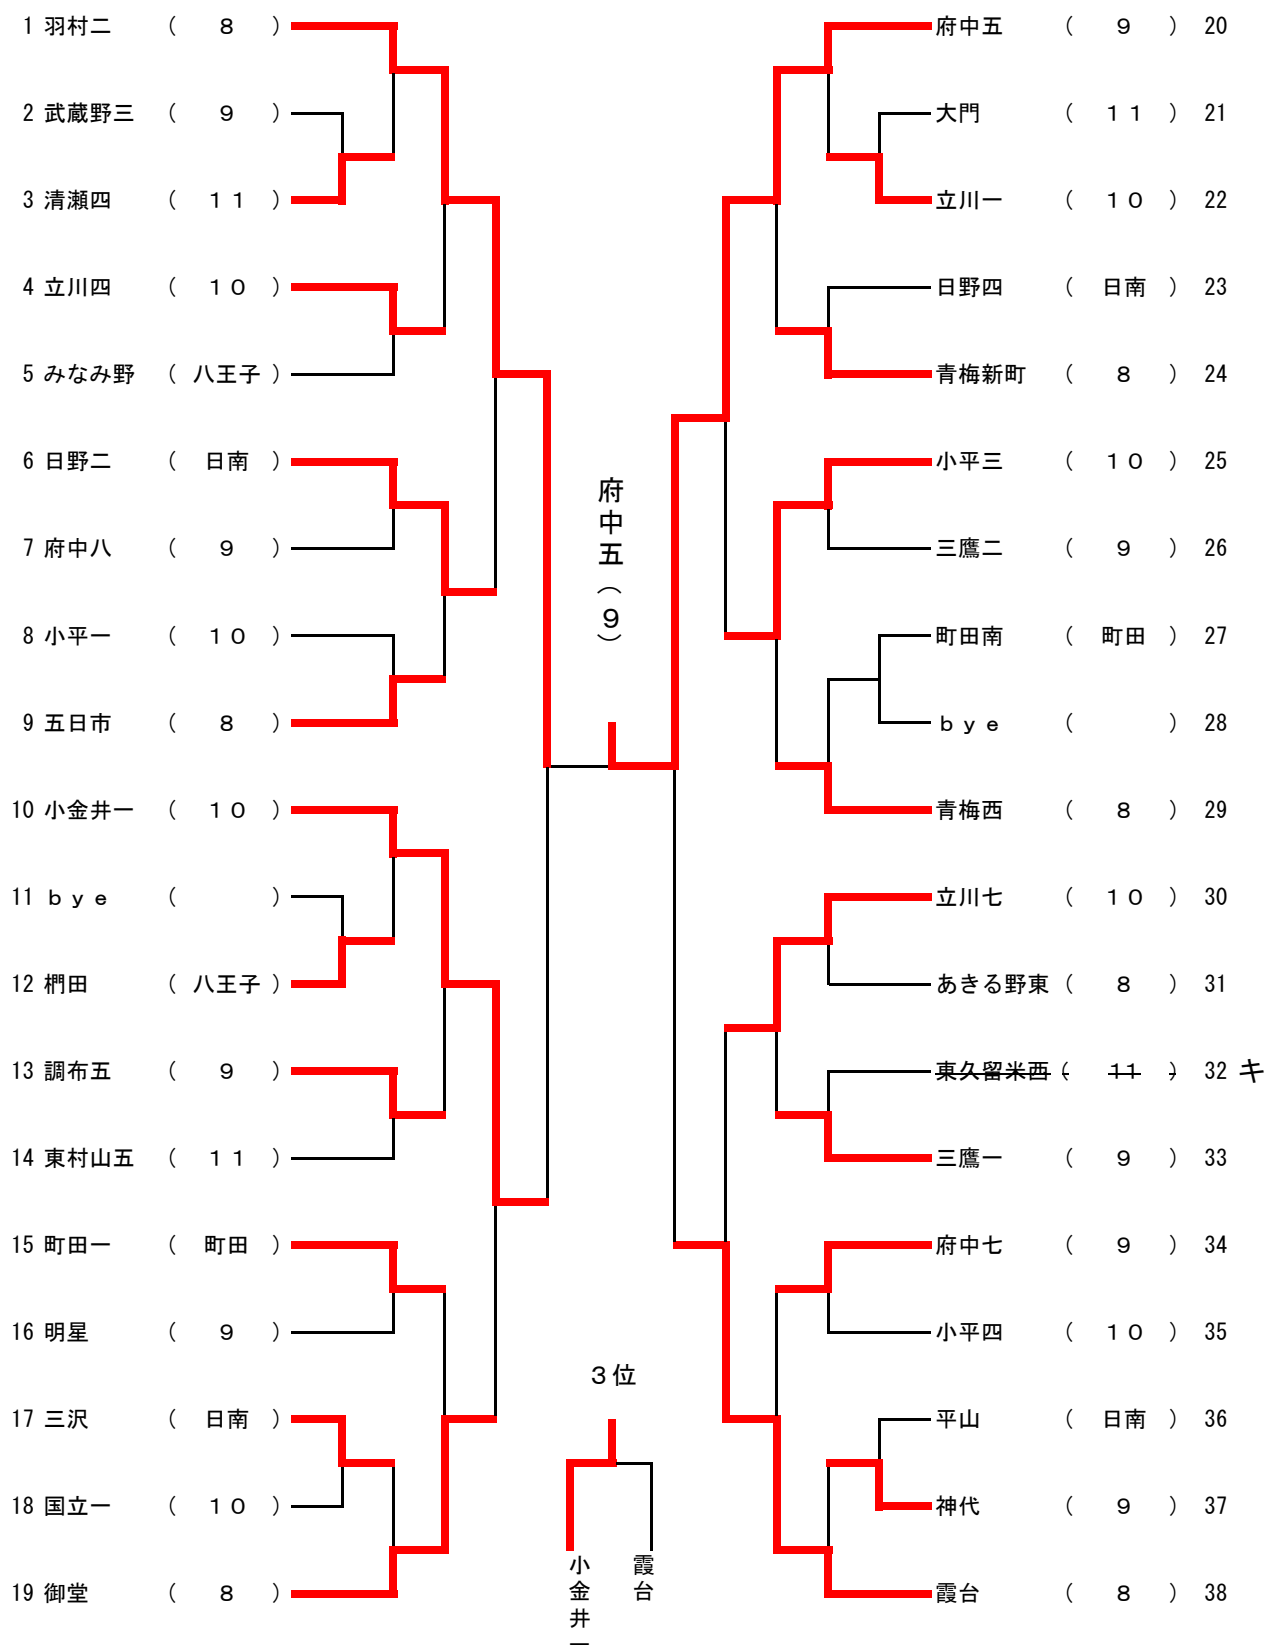 1 羽村二 ( 8 )
2 武蔵野三 ( 9 )
3 清瀬四 ( 11 )
4 立川四 ( 10 )
5 みなみ野 ( 八王子 )
6 日野二 ( 日南 )
7 府中八 ( 9 )
8 小平一 ( 10 )
9 五日市 ( 8 )
10 小金井一 ( 10 )
11 bye ( )
12 椚田 ( 八王子 )
13 調布五 ( 9 )
14 東村山五 ( 11 )
15 町田一 ( 町田 )
16 明星 ( 9 )
17 三沢 ( 日南 )
18 国立一 ( 10 )
19 御堂 ( 8 )
府中五(9)
3位
小金井一
霞台
府中五 ( 9 ) 20
大門 ( 11 ) 21
立川一 ( 10 ) 22
日野四 ( 日南 ) 23
青梅新町 ( 8 ) 24
小平三 ( 10 ) 25
三鷹二 ( 9 ) 26
町田南 ( 町田 ) 27
bye ( ) 28
青梅西 ( 8 ) 29
立川七 ( 10 ) 30
あきる野東 ( 8 ) 31
東久留米西 ( 11 ) 32 キ
三鷹一 ( 9 ) 33
府中七 ( 9 ) 34
小平四 ( 10 ) 35
平山 ( 日南 ) 36
神代 ( 9 ) 37
霞台 ( 8 ) 38